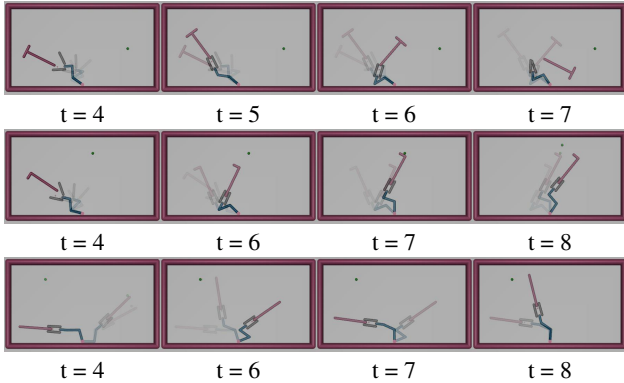 t = 4 t = 5 t = 6 t = 7
t = 4 t = 6 t = 7 t = 8
t = 4 t = 6 t = 7 t = 8